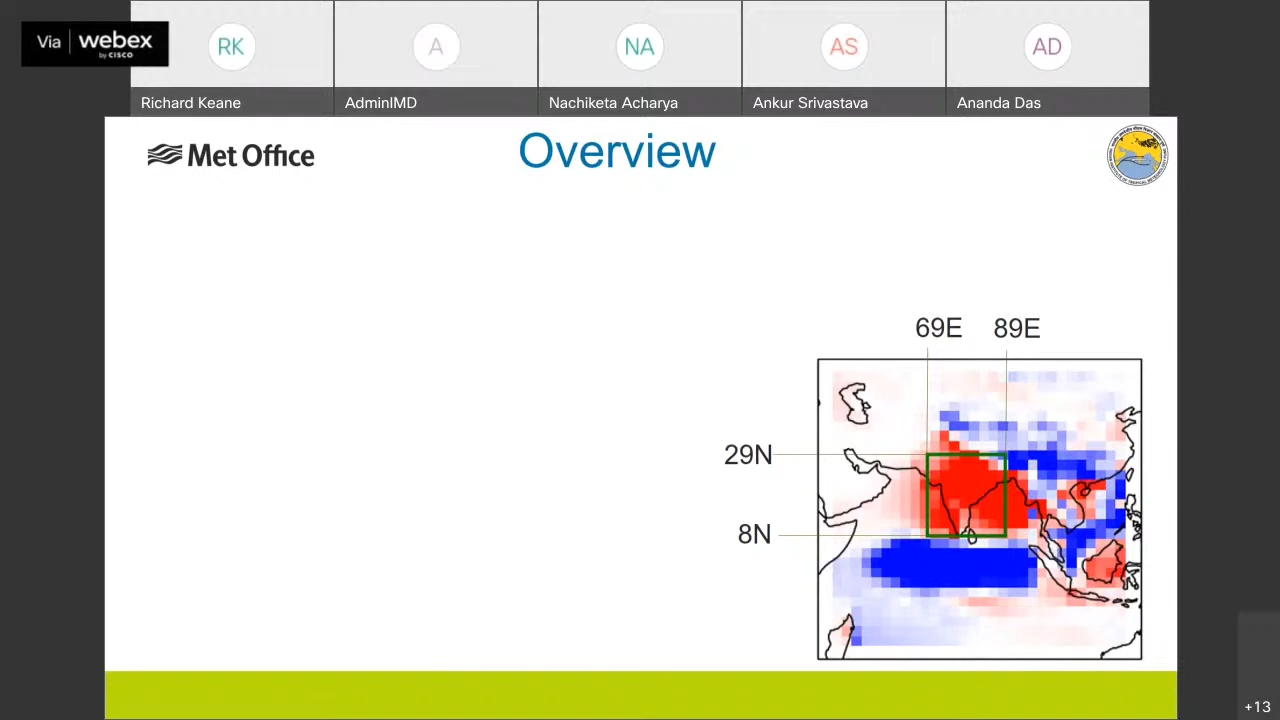 Via webex
by CISCO
RK
A
NA
AS
AD
Richard Keane
AdminIMD
Nachiketa Acharya
Ankur Srivastava
Ananda Das
Met Office
Overview
69E
89E
29N
8N
+13